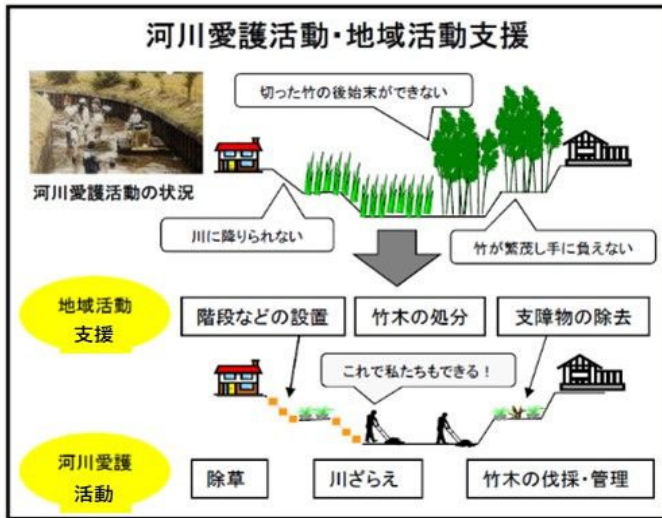 河川愛護活動・地域活動支援
切った竹の後始末ができない
河川愛護活動の状況
川に降りられない
竹が繁茂し手に負えない
地域活動
支援
階段などの設置
竹木の処分
支障物の除去
これで私たちもできる！
河川愛護
活動
除草
川ざらえ
竹木の伐採・管理